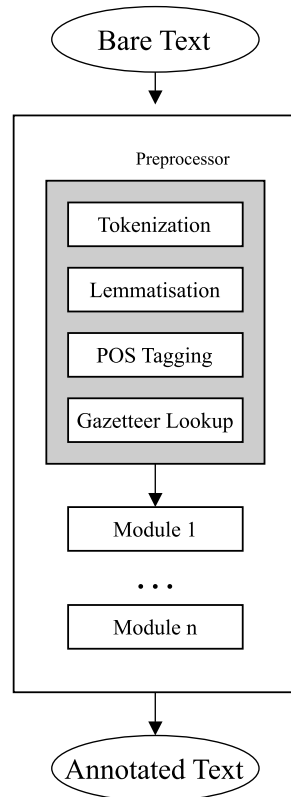 Bare Text
Preprocessor
Tokenization
Lemmatisation
POS Tagging
Gazetteer Lookup
Module 1
...
Module n
Annotated Text